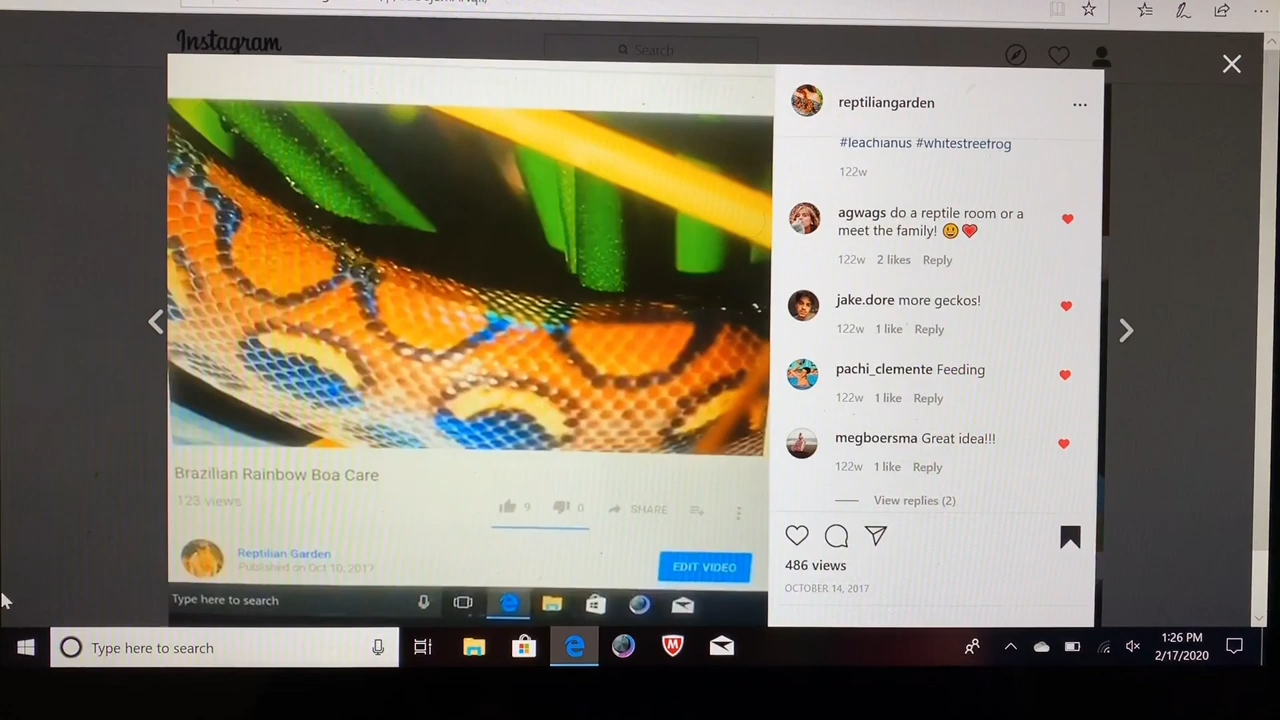 Instagram
Search
reptiliangarden
#leachianus #whitestreefrog
122w
agwags do a reptile room or a
meet the family! 😃❤️
122w 2 likes Reply
jake.dore more geckos!
122w 1 like Reply
pachi_clemente Feeding
122w 1 like Reply
megboersma Great idea!!!
122w 1 like Reply
View replies (2)
486 views
OCTOBER 14, 2017
Brazilian Rainbow Boa Care
123 views
9 0 SHARE
Reptilian Garden
Published on Oct 10, 2017
EDIT VIDEO
Type here to search
Type here to search
1:26 PM
2/17/2020